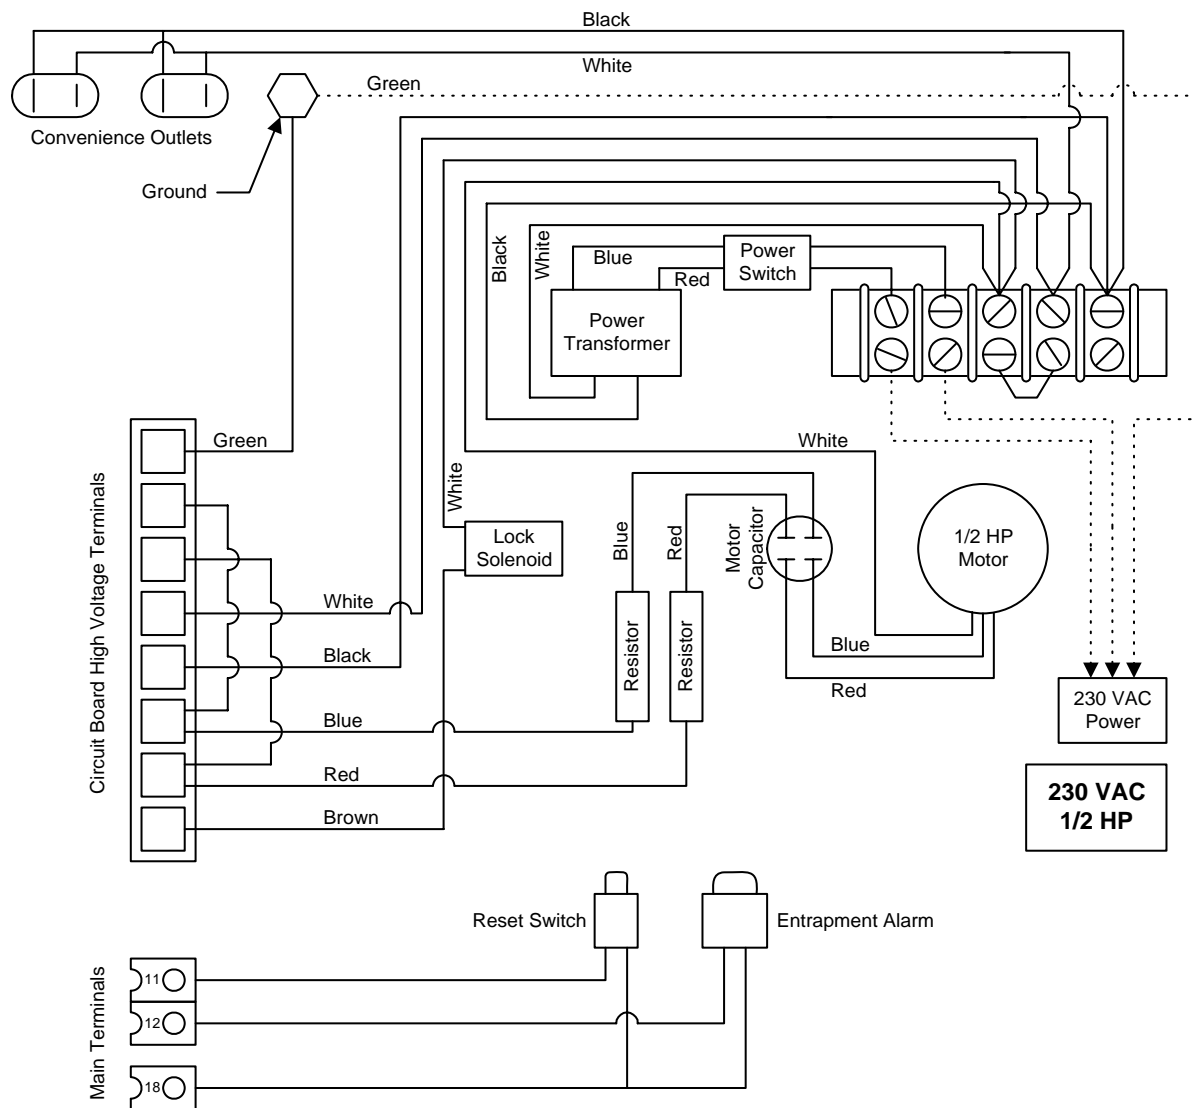 Black
White
Green
Convenience Outlets
Ground
Black
White
Blue
Red
Power
Switch
Power
Transformer
Green
White
White
Circuit Board High Voltage Terminals
Lock
Solenoid
Blue
Red
Motor
Capacitor
1/2 HP
Motor
White
Black
Resistor
Resistor
Blue
Red
Blue
Red
Brown
230 VAC
Power
230 VAC
1/2 HP
Reset Switch
Entrapment Alarm
Main Terminals
11
12
18